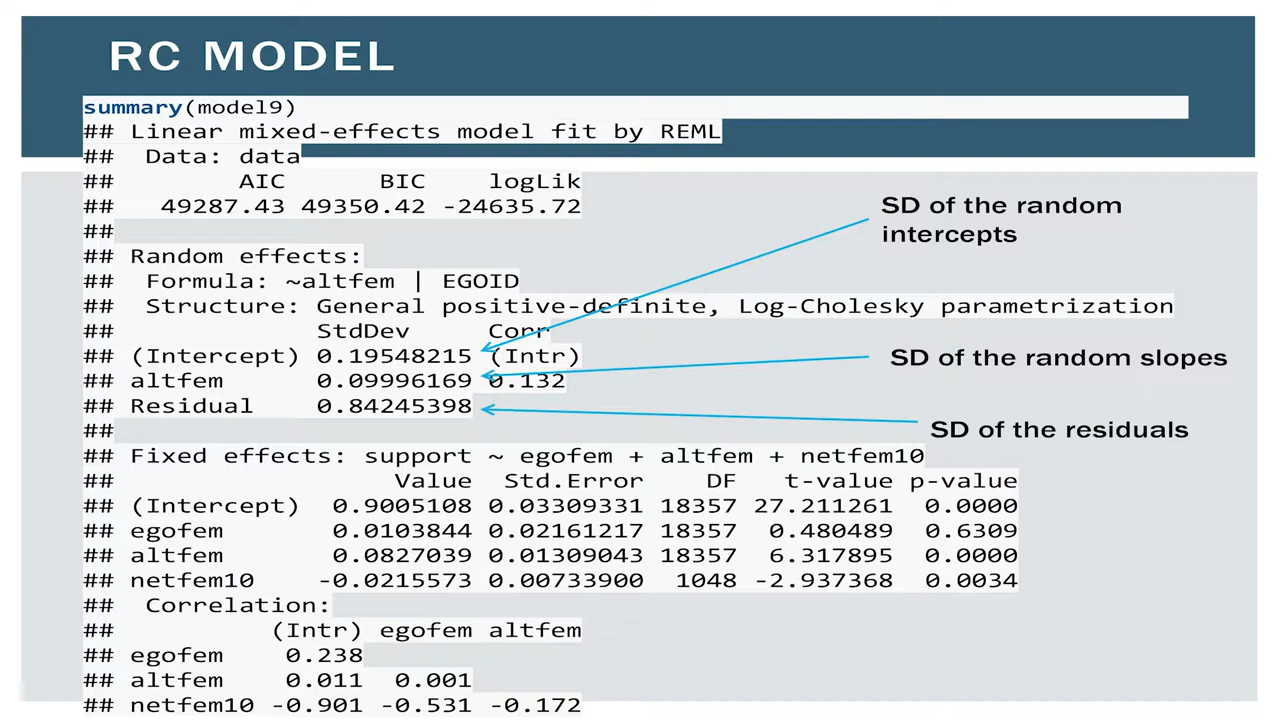 RC MODEL
summary(model9)
## Linear mixed-effects model fit by REML
##  Data: data
##        AIC      BIC    logLik
##   49287.43 49350.42 -24635.72
##
## Random effects:
##  Formula: ~altfem | EGOID
##  Structure: General positive-definite, Log-Cholesky parametrization
##             StdDev     Corr
## (Intercept) 0.19548215 (Intr)
## altfem      0.09996169 0.132
## Residual    0.84245398
##
## Fixed effects: support ~ egofem + altfem + netfem10
##                  Value  Std.Error    DF   t-value p-value
## (Intercept)  0.9005108 0.03309331 18357 27.211261  0.0000
## egofem       0.0103844 0.02161217 18357  0.480489  0.6309
## altfem       0.0827039 0.01309043 18357  6.317895  0.0000
## netfem10    -0.0215573 0.00733900  1048 -2.937368  0.0034
##  Correlation:
##          (Intr) egofem altfem
## egofem    0.238
## altfem    0.011  0.001
## netfem10 -0.901 -0.531 -0.172
SD of the random
intercepts
SD of the random slopes
SD of the residuals